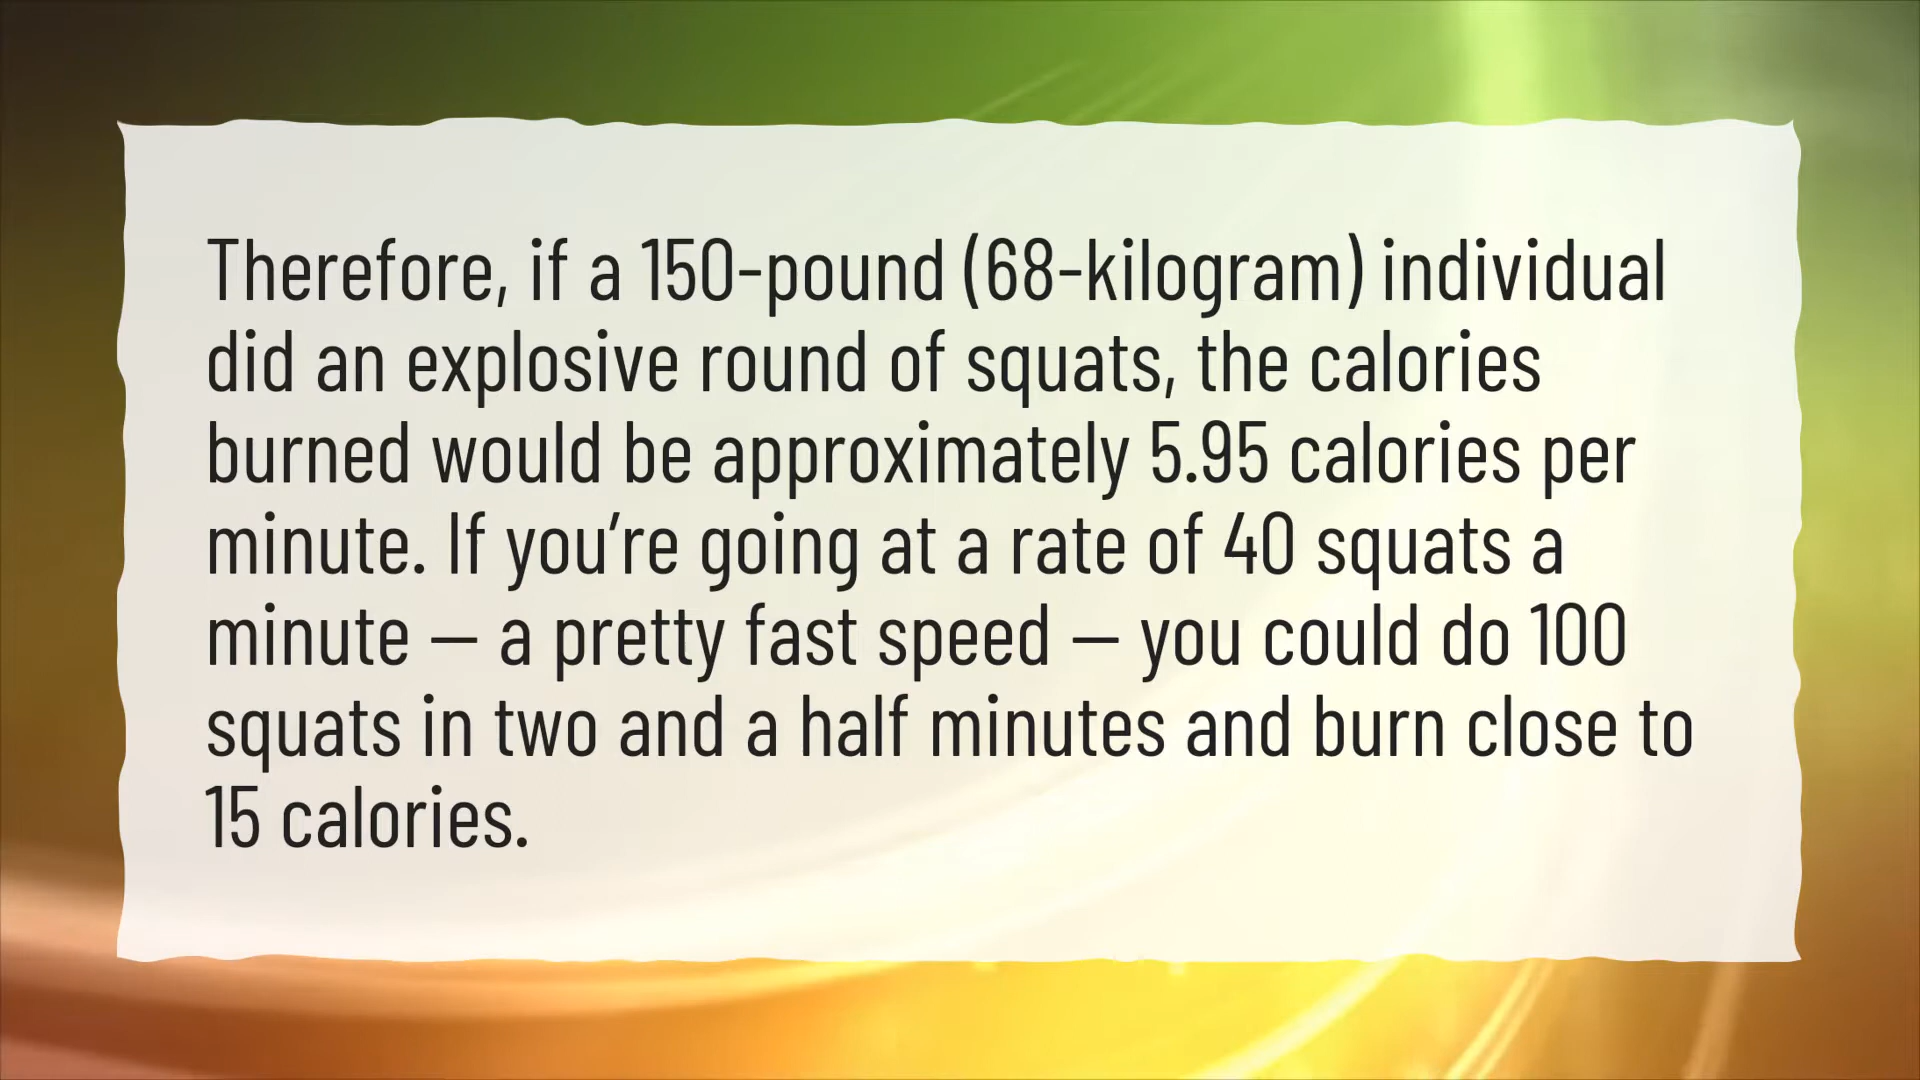 Therefore, if a 150-pound (68-kilogram) individual
did an explosive round of squats, the calories
burned would be approximately 5.95 calories per
minute. If you’re going at a rate of 40 squats a
minute — a pretty fast speed — you could do 100
squats in two and a half minutes and burn close to
15 calories.